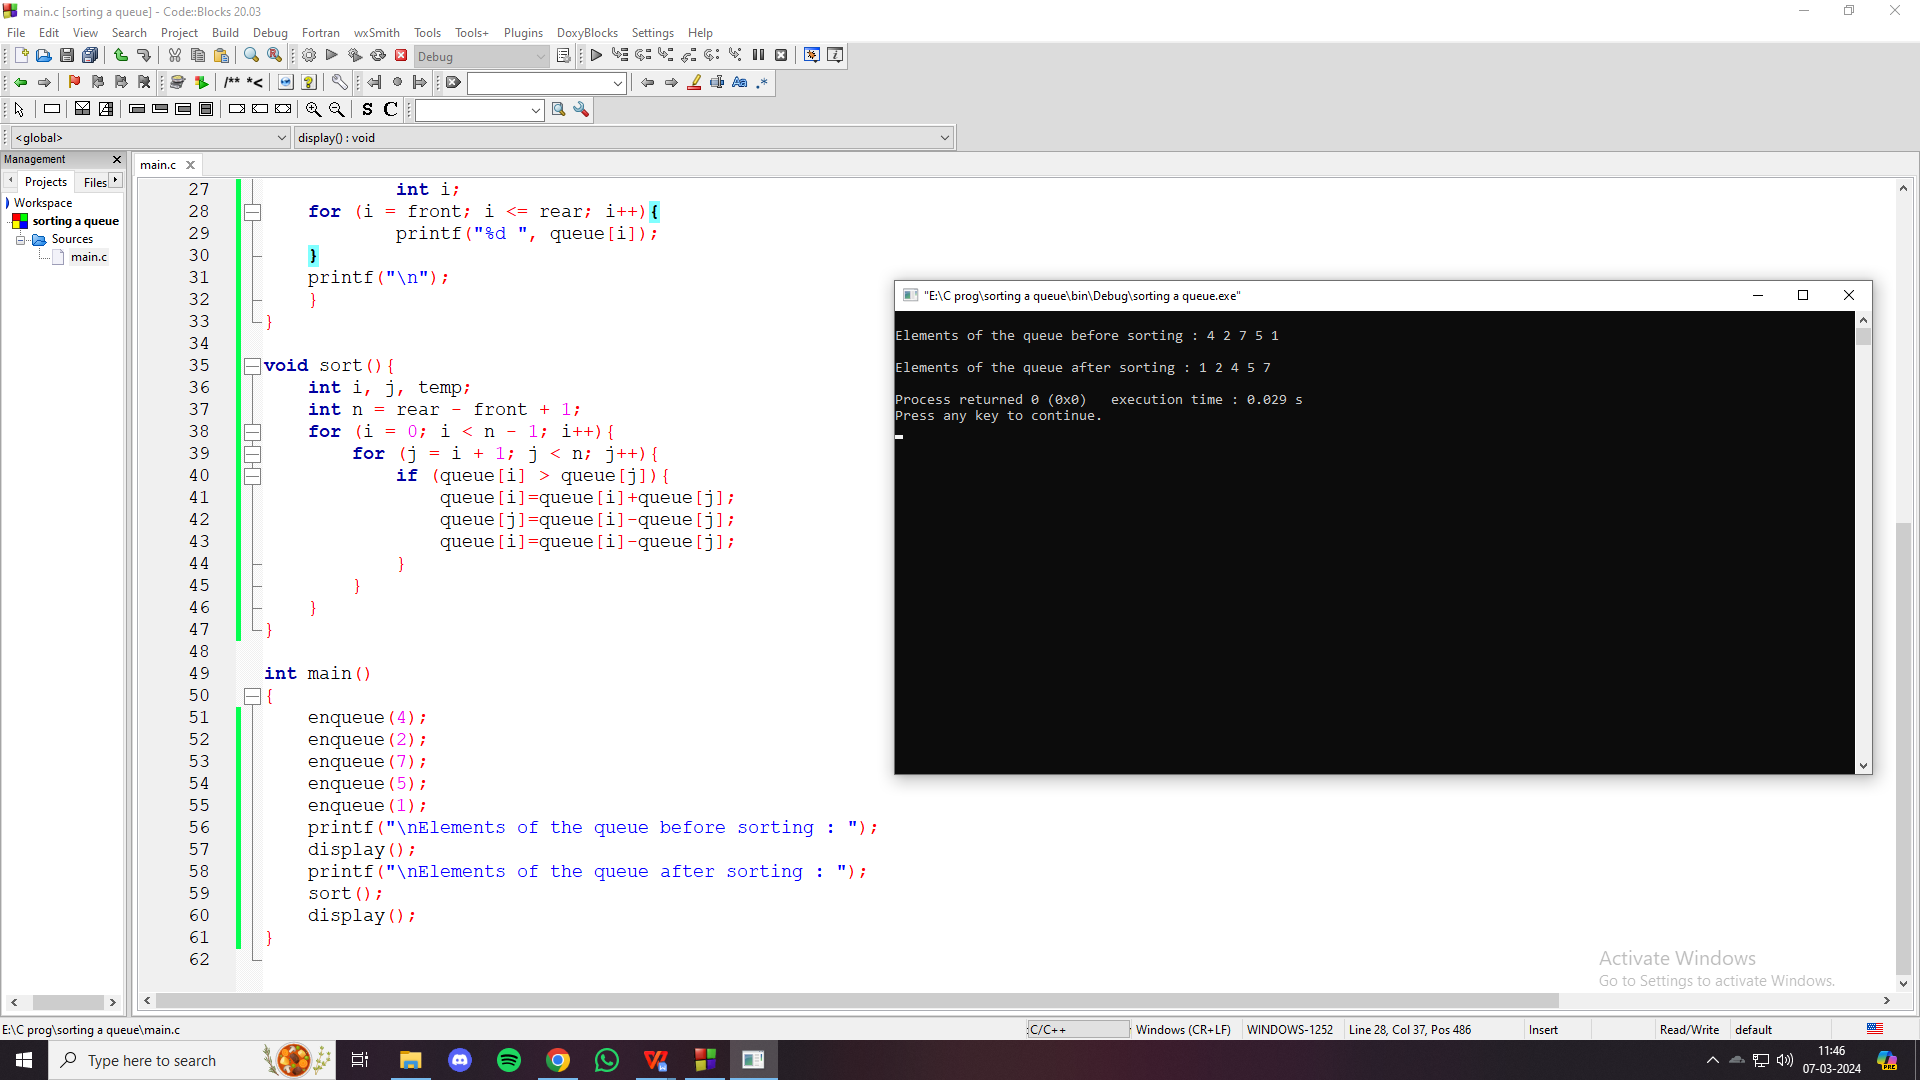 main.c [sorting a queue] - Code::Blocks 20.03
File Edit View Search Project Build Debug Fortran wxSmith Tools Tools+ Plugins DoxyBlocks Settings Help
Debug
/** *<
S C
<global> display() : void
Management
Projects Files
Workspace
sorting a queue
Sources
main.c
main.c
27 int i;
28 for (i = front; i <= rear; i++){
29 printf("%d ", queue[i]);
30 }
31 printf("\n");
32 }
33 }
34
35 void sort(){
36 int i, j, temp;
37 int n = rear - front + 1;
38 for (i = 0; i < n - 1; i++){
39 for (j = i + 1; j < n; j++){
40 if (queue[i] > queue[j]){
41 queue[i]=queue[i]+queue[j];
42 queue[j]=queue[i]-queue[j];
43 queue[i]=queue[i]-queue[j];
44 }
45 }
46 }
47 }
48
49 int main()
50 {
51 enqueue(4);
52 enqueue(2);
53 enqueue(7);
54 enqueue(5);
55 enqueue(1);
56 printf("\nElements of the queue before sorting : ");
57 display();
58 printf("\nElements of the queue after sorting : ");
59 sort();
60 display();
61 }
62
"E:\C prog\sorting a queue\bin\Debug\sorting a queue.exe"
Elements of the queue before sorting : 4 2 7 5 1
Elements of the queue after sorting : 1 2 4 5 7
Process returned 0 (0x0)   execution time : 0.029 s
Press any key to continue.
Activate Windows
Go to Settings to activate Windows.
E:\C prog\sorting a queue\main.c C/C++ Windows (CR+LF) WINDOWS-1252 Line 28, Col 37, Pos 486 Insert Read/Write default
Type here to search
11:46
07-03-2024